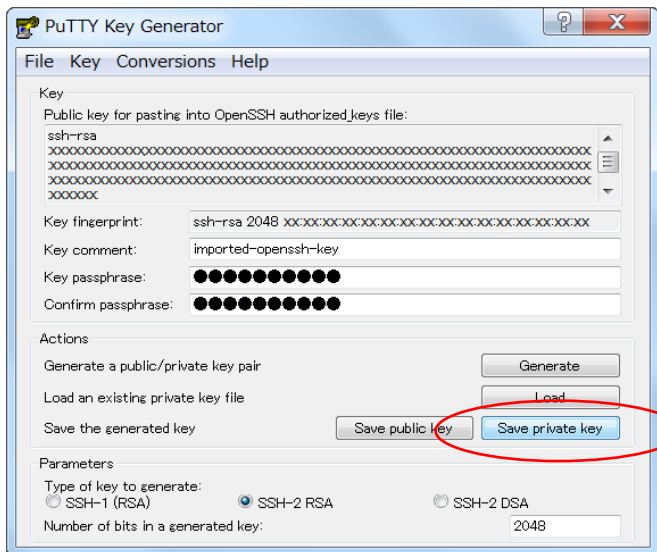 PuTTY Key Generator
File Key Conversions Help
Key
Public key for pasting into OpenSSH authorized_keys file:
ssh-rsa
xxxxxxxxxxxxxxxxxxxxxxxxxxxxxxxxxxxxxxxxxxxxxxxxxxxxxxxxxxxxxxxxxxxxxxxxxxxx
xxxxxxxxxxxxxxxxxxxxxxxxxxxxxxxxxxxxxxxxxxxxxxxxxxxxxxxxxxxxxxxxxxxxxxxxxxxx
xxxxxxxxxxxxxxxxxxxxxxxxxxxxxxxxxxxxxxxxxxxxxxxxxxxxxxxxxxxxxxxxxxxxxxxxxxxx
xxxxxxx
Key fingerprint: ssh-rsa 2048 xx:xx:xx:xx:xx:xx:xx:xx:xx:xx:xx:xx:xx:xx:xx:xx
Key comment: imported-openssh-key
Key passphrase: ●●●●●●●●●●
Confirm passphrase: ●●●●●●●●●●
Actions
Generate a public/private key pair Generate
Load an existing private key file Load
Save the generated key Save public key Save private key
Parameters
Type of key to generate:
SSH-1 (RSA) SSH-2 RSA SSH-2 DSA
Number of bits in a generated key: 2048